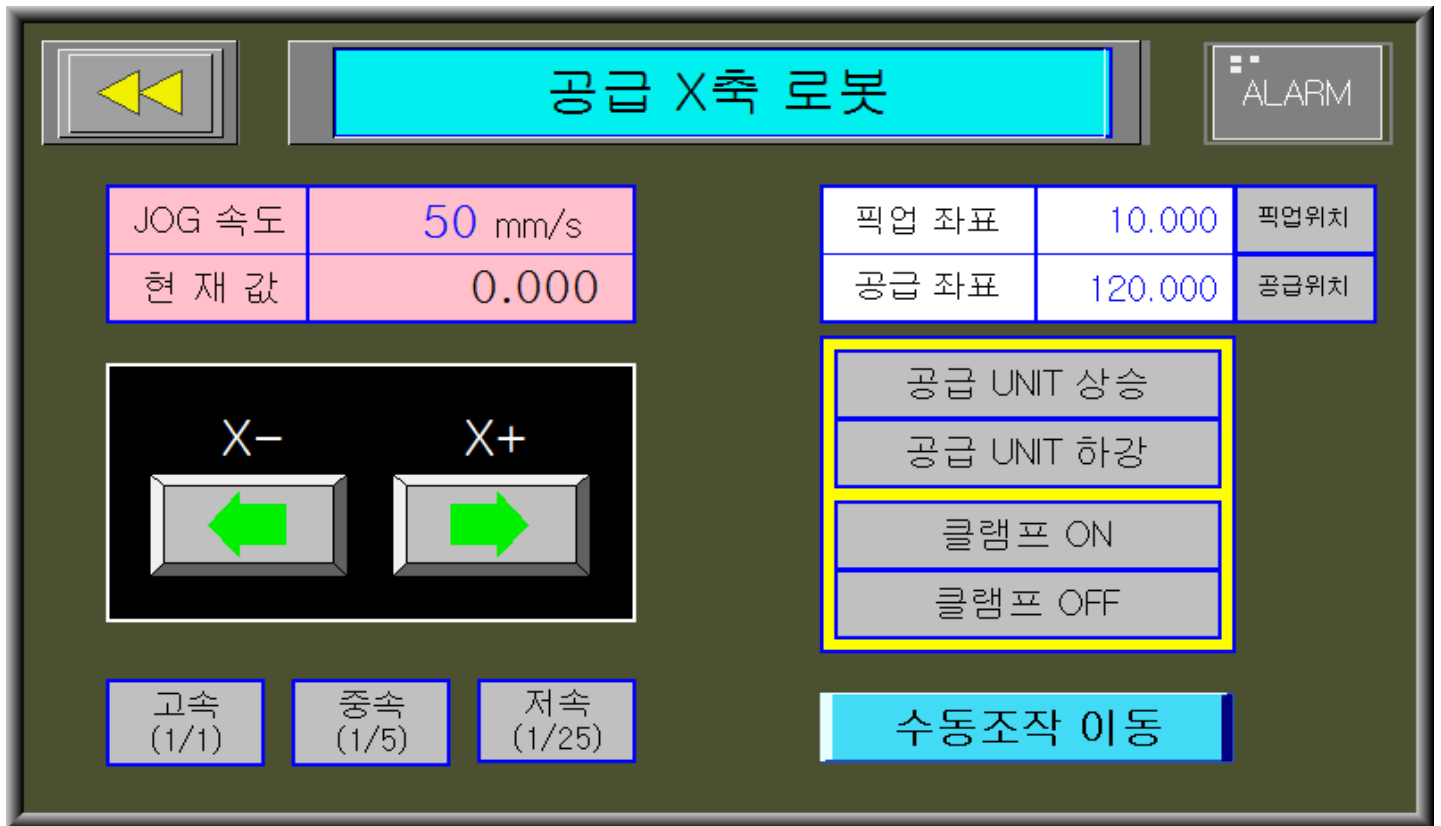 공급 X축 로봇
ALARM
JOG 속도 50 mm/s
현 재 값 0.000
픽업 좌표 10.000 픽업위치
공급 좌표 120.000 공급위치
X- X+
공급 UNIT 상승
공급 UNIT 하강
클램프 ON
클램프 OFF
고속
(1/1)
중속
(1/5)
저속
(1/25)
수동조작 이동